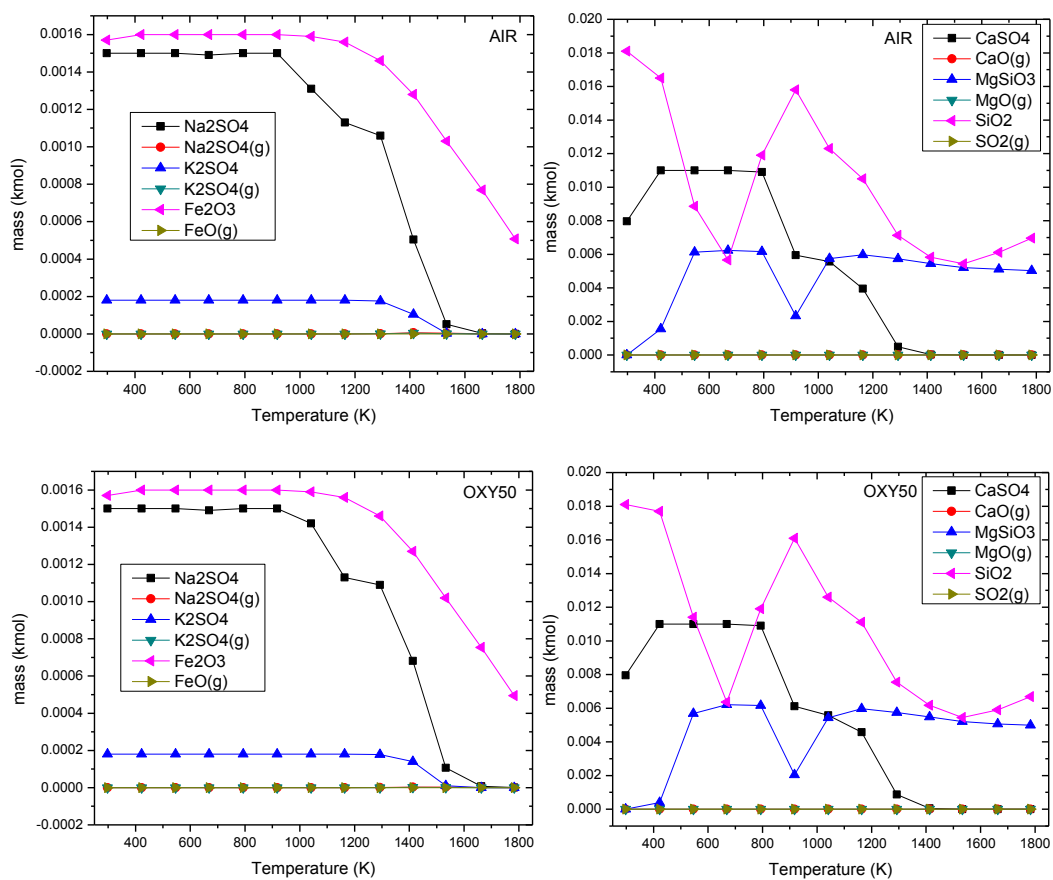 AIR
0.0016
0.0014
0.0012
0.0010
0.0008
0.0006
0.0004
0.0002
0.0000
-0.0002
mass (kmol)
Na2SO4
Na2SO4(g)
K2SO4
K2SO4(g)
Fe2O3
FeO(g)
400 600 800 1000 1200 1400 1600 1800
Temperature (K)
AIR
0.020
0.018
0.016
0.014
0.012
0.010
0.008
0.006
0.004
0.002
0.000
mass (kmol)
CaSO4
CaO(g)
MgSiO3
MgO(g)
SiO2
SO2(g)
400 600 800 1000 1200 1400 1600 1800
Temperature (K)
OXY50
0.0016
0.0014
0.0012
0.0010
0.0008
0.0006
0.0004
0.0002
0.0000
-0.0002
mass (kmol)
Na2SO4
Na2SO4(g)
K2SO4
K2SO4(g)
Fe2O3
FeO(g)
400 600 800 1000 1200 1400 1600 1800
Temperature (K)
OXY50
0.020
0.018
0.016
0.014
0.012
0.010
0.008
0.006
0.004
0.002
0.000
mass (kmol)
CaSO4
CaO(g)
MgSiO3
MgO(g)
SiO2
SO2(g)
400 600 800 1000 1200 1400 1600 1800
Temperature (K)